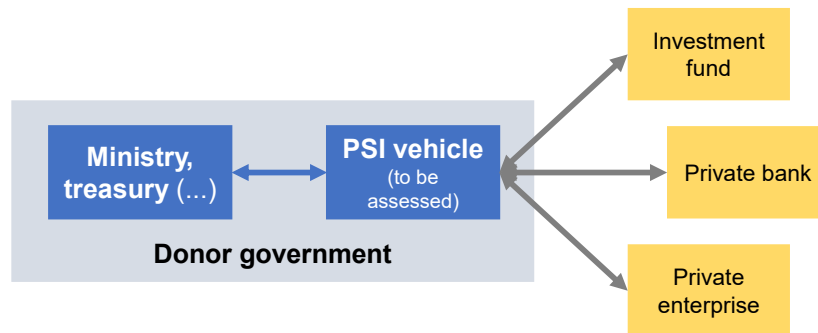 Investment
fund
Ministry,
treasury (...)
PSI vehicle
(to be
assessed)
Private bank
Donor government
Private
enterprise